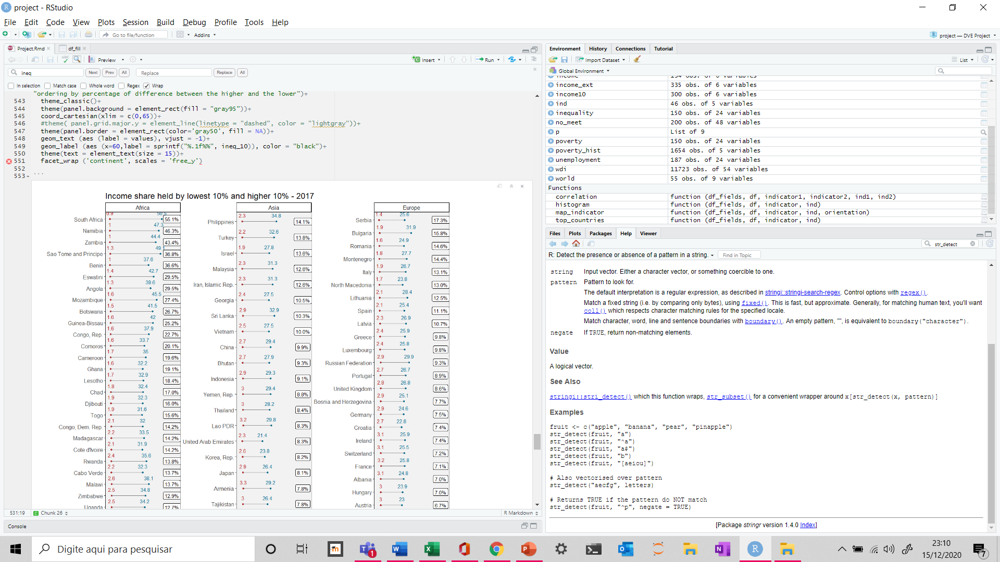 project - RStudio
File Edit Code View Plots Session Build Debug Profile Tools Help
Go to file/function Addins
project — DVE Project
Project.Rmd df_fill
Preview Insert Run
ineq Next Prev All Replace Replace All
In selection Match case Whole word Regex Wrap
"ordering by percentage of difference between the higher and the lower")+
543 theme_classic()+
544 theme(panel.background = element_rect(fill = "gray95"))+
545 coord_cartesian(xlim = c(0,65))+
546 #theme( panel.grid.major.y = element_line(linetype = "dashed", color = "lightgray"))+
547 theme(panel.border = element_rect(color='gray50', fill = NA))+
548 geom_text (aes (label = values), vjust = -1)+
549 geom_label (aes (x=60,label = sprintf("%.1f%%", ineq_10)), color = "black")+
550 theme(text = element_text(size = 15))+
551 facet_wrap ('continent', scales = 'free_y')
552
553 ```
Income share held by lowest 10% and higher 10% - 2017
Africa
South Africa 0.9 50.5 55.1%
Namibia 1 47.3 46.3%
Zambia 1 44.4 43.4%
Sao Tome and Principe 1.3 49. 36.8%
Benin 1 37.6 36.6%
Eswatini 1.4 42.7 29.5%
Angola 1.3 39.6 29.5%
Mozambique 1.6 45.5 27.4%
Botswana 1.5 41.5 26.7%
Guinea-Bissau 1.6 42 25.2%
Congo, Rep. 1.6 37.9 22.7%
Comoros 1.6 33.7 20.1%
Cameroon 1.7 35 19.6%
Ghana 1.6 32.2 19.1%
Lesotho 1.7 32.9 18.4%
Chad 1.8 32.4 17.0%
Djibouti 1.9 32.3 16.0%
Togo 1.9 31.6 15.6%
Congo, Dem. Rep. 2.1 32 14.2%
Madagascar 2.2 33.5 14.2%
Cote d'Ivoire 2.1 31.9 14.2%
Rwanda 2.4 35.6 13.8%
Cabo Verde 2.2 32.3 13.7%
Malawi 2.6 38.1 13.7%
Zimbabwe 2.5 34.8 12.9%
Uganda 2.5 34.2 12.7%
Asia
Philippines 2.3 34.8 14.1%
Turkey 2.2 32.6 13.8%
Israel 1.9 27.8 13.6%
Malaysia 2.3 31.3 12.6%
Iran, Islamic Rep. 2.3 31.3 12.6%
Georgia 2.4 27.5 10.5%
Sri Lanka 2.9 32.9 10.3%
Vietnam 2.5 27.5 10.0%
China 2.7 29.4 9.9%
Bhutan 2.7 27.9 9.3%
Indonesia 2.9 29.3 9.1%
Yemen, Rep. 3 29.4 8.8%
Thailand 3 28.2 8.4%
Lao PDR 3.2 29.8 8.3%
United Arab Emirates 2.3 21.4 8.3%
Korea, Rep. 2.6 23.8 8.2%
Japan 2.9 26.4 8.1%
Armenia 3.3 29.2 7.8%
Tajikistan 3 26.4 7.8%
Europe
Serbia 1.4 25.6 17.3%
Bulgaria 1.9 31.9 15.8%
Romania 1.6 24.9 14.6%
Montenegro 1.8 27.7 14.4%
Italy 1.9 26.7 13.1%
North Macedonia 1.7 23.8 13.0%
Lithuania 2.1 28.4 12.5%
Spain 2.1 25.4 11.1%
Latvia 2.3 26.9 10.7%
Greece 2.4 25.9 9.8%
Luxembourg 2.4 25.8 9.8%
Russian Federation 2.9 29.9 9.3%
Portugal 2.7 26.7 8.9%
United Kingdom 2.8 26.8 8.6%
Bosnia and Herzegovina 2.9 25.1 7.7%
Germany 2.9 24.6 7.5%
Croatia 2.7 22.8 7.4%
Ireland 3.1 25.9 7.4%
Switzerland 3.1 25.5 7.2%
France 3.2 25.8 7.1%
Albania 3.1 24.8 7.0%
Hungary 3 23.9 7.0%
Austria 3 23 6.7%
531:19 Chunk 26 R Markdown
Console
Environment History Connections Tutorial
Import Dataset List
Global Environment
income 194 obs. of 6 variables
income_ext 335 obs. of 6 variables
income10 300 obs. of 6 variables
ind 46 obs. of 5 variables
inequality 150 obs. of 24 variables
no_meet 200 obs. of 48 variables
p List of 9
poverty 150 obs. of 24 variables
poverty_hist 1654 obs. of 5 variables
unemployment 187 obs. of 24 variables
wdi 11723 obs. of 54 variables
world 55 obs. of 9 variables
Functions
correlation function (df_fields, df, indicator1, indicator2, ind1, ind2)
histogram function (df_fields, df, indicator, ind)
map_indicator function (df_fields, df, indicator, ind, orientation)
top_countries function (df_fields, df, indicator, ind)
Files Plots Packages Help Viewer
str_detect
R: Detect the presence or absence of a pattern in a string. Find in Topic
string Input vector. Either a character vector, or something coercible to one.
pattern Pattern to look for.
The default interpretation is a regular expression, as described in stringi::stringi-search-regex. Control options with regex().
Match a fixed string (i.e. by comparing only bytes), using fixed(). This is fast, but approximate. Generally, for matching human text, you'll want
coll() which respects character matching rules for the specified locale.
Match character, word, line and sentence boundaries with boundary(). An empty pattern, "", is equivalent to boundary("character").
negate If TRUE, return non-matching elements.
Value
A logical vector.
See Also
stringi::stri_detect() which this function wraps, str_subset() for a convenient wrapper around x[str_detect(x, pattern)]
Examples
fruit <- c("apple", "banana", "pear", "pinapple")
str_detect(fruit, "a")
str_detect(fruit, "^a")
str_detect(fruit, "a$")
str_detect(fruit, "b")
str_detect(fruit, "[aeiou]")
# Also vectorised over pattern
str_detect("aecfg", letters)
# Returns TRUE if the pattern do NOT match
str_detect(fruit, "^p", negate = TRUE)
[Package stringr version 1.4.0 Index]
Digite aqui para pesquisar
23:10
15/12/2020
7